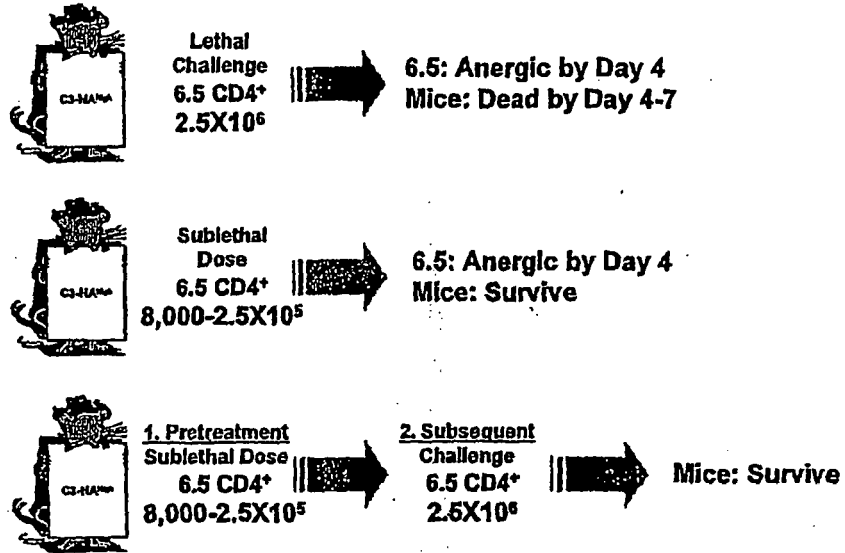 Lethal
Challenge
6.5 CD4⁺
2.5X10⁶
6.5: Anergic by Day 4
Mice: Dead by Day 4-7
C3-HA
Sublethal
Dose
6.5 CD4⁺
8,000-2.5X10⁵
6.5: Anergic by Day 4
Mice: Survive
C3-HA
1. Pretreatment
Sublethal Dose
6.5 CD4⁺
8,000-2.5X10⁵
2. Subsequent
Challenge
6.5 CD4⁺
2.5X10⁶
Mice: Survive
C3-HA